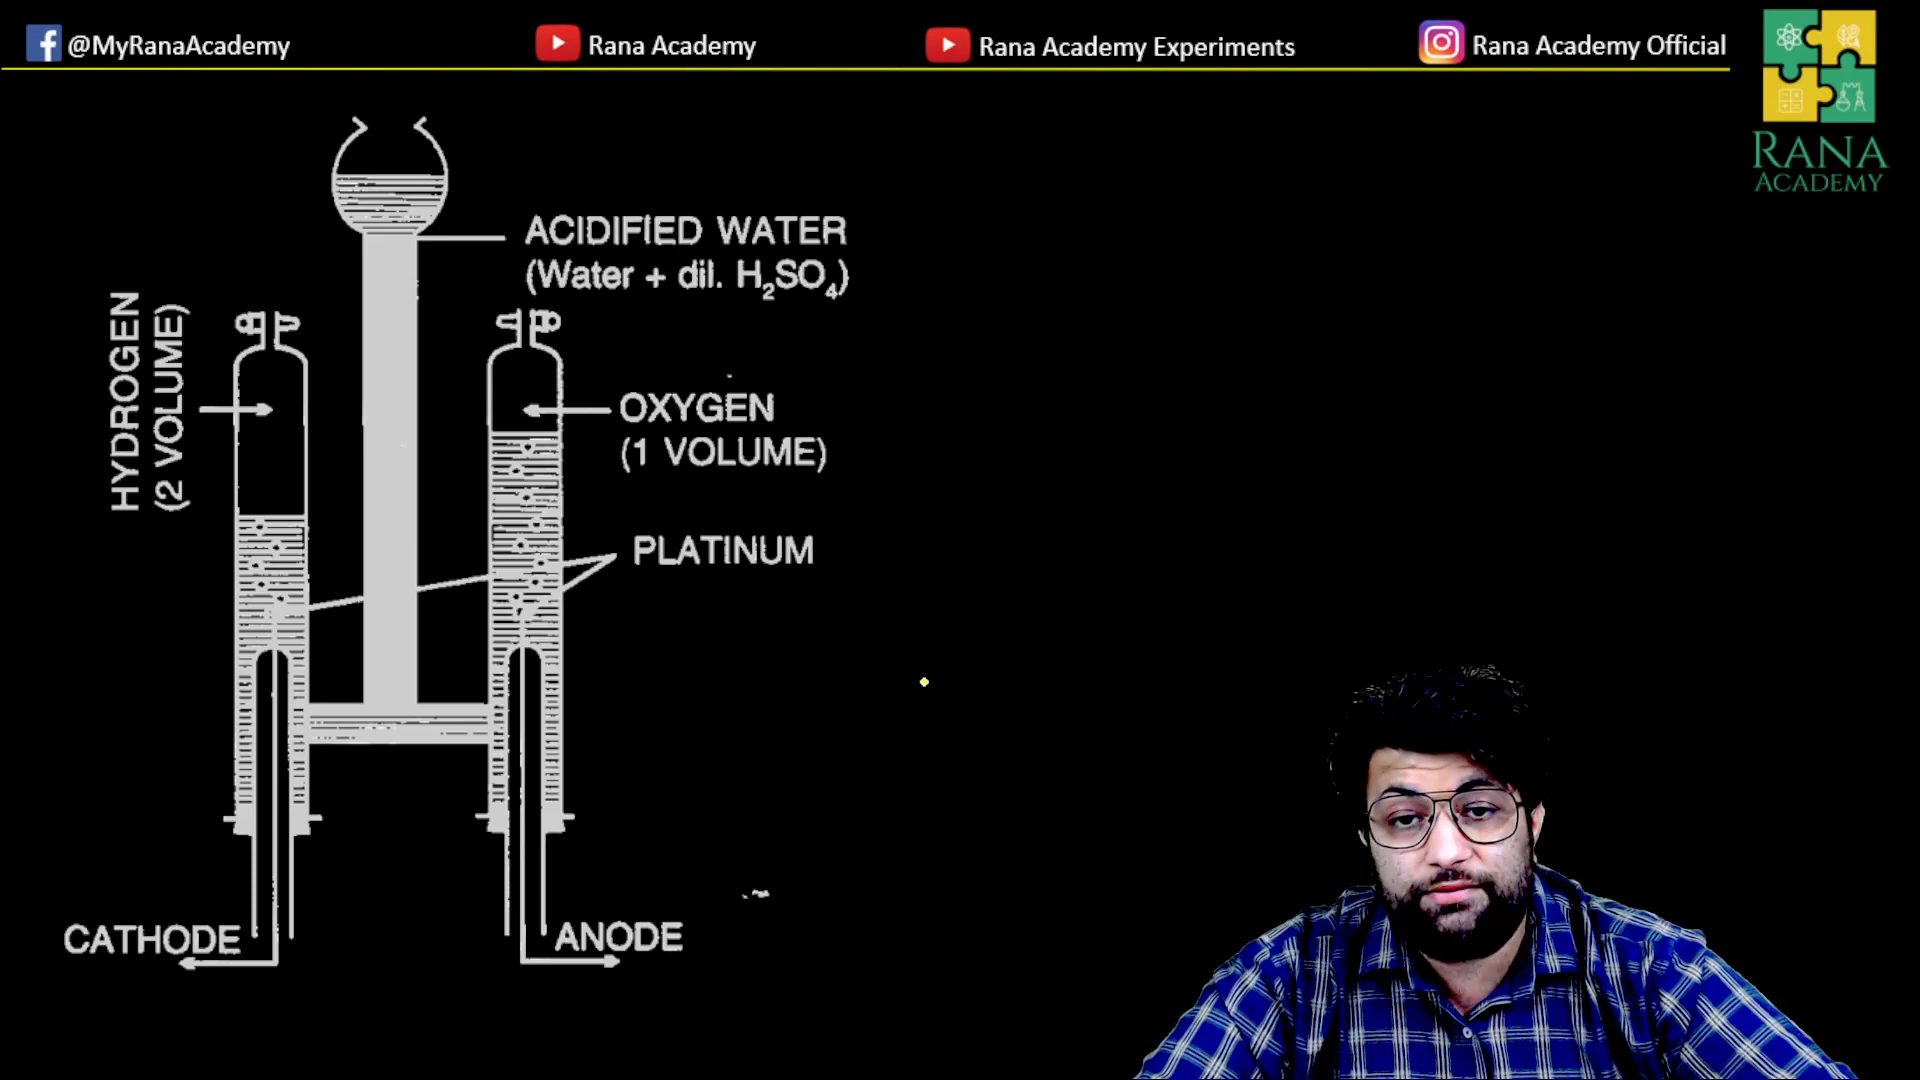 @MyRanaAcademy
Rana Academy
Rana Academy Experiments
Rana Academy Official
RANA
ACADEMY
ACIDIFIED WATER
(Water + dil. H₂SO₄)
HYDROGEN
(2 VOLUME)
OXYGEN
(1 VOLUME)
PLATINUM
CATHODE
ANODE